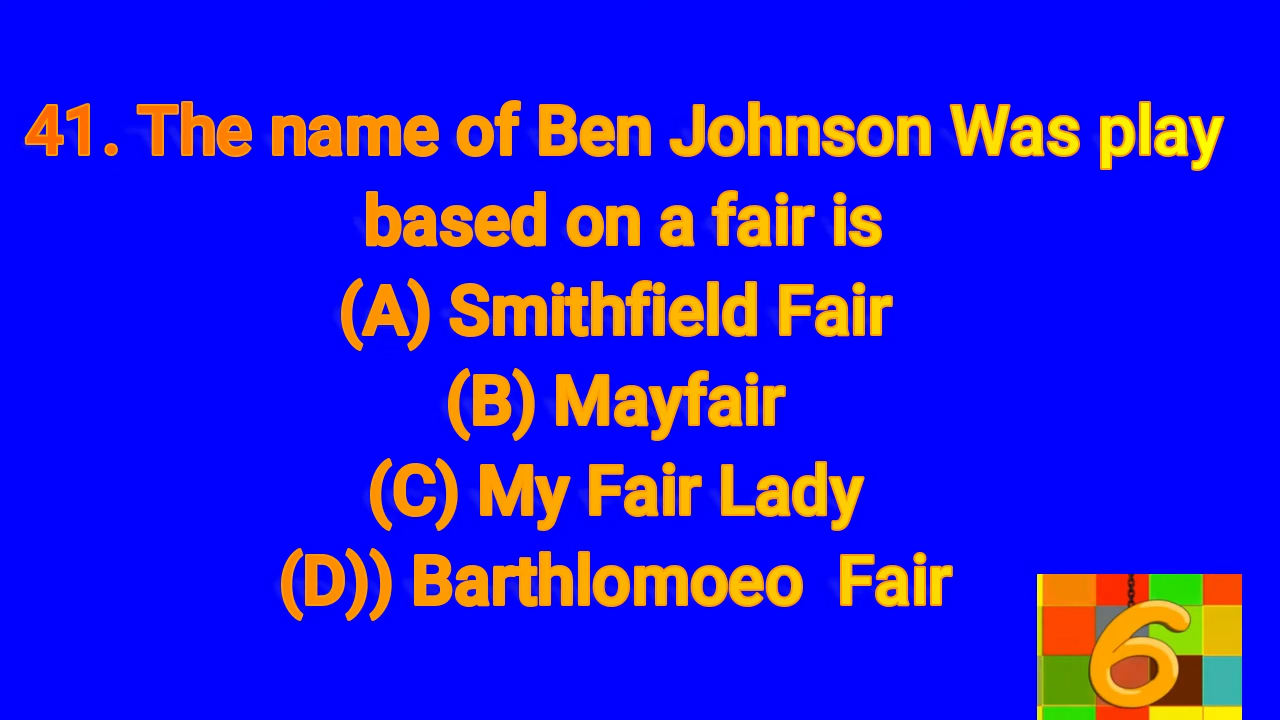 41. The name of Ben Johnson Was play
based on a fair is
(A) Smithfield Fair
(B) Mayfair
(C) My Fair Lady
(D)) Barthlomoeo Fair
6